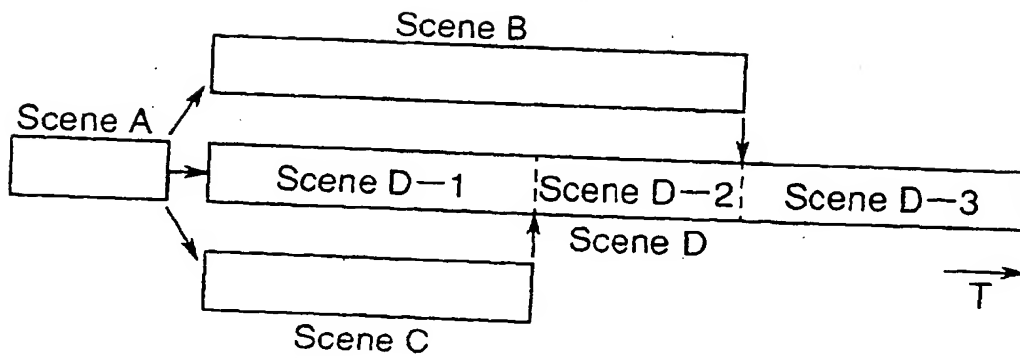 Scene B
Scene A
Scene D—1
Scene D—2
Scene D—3
Scene D
T
Scene C